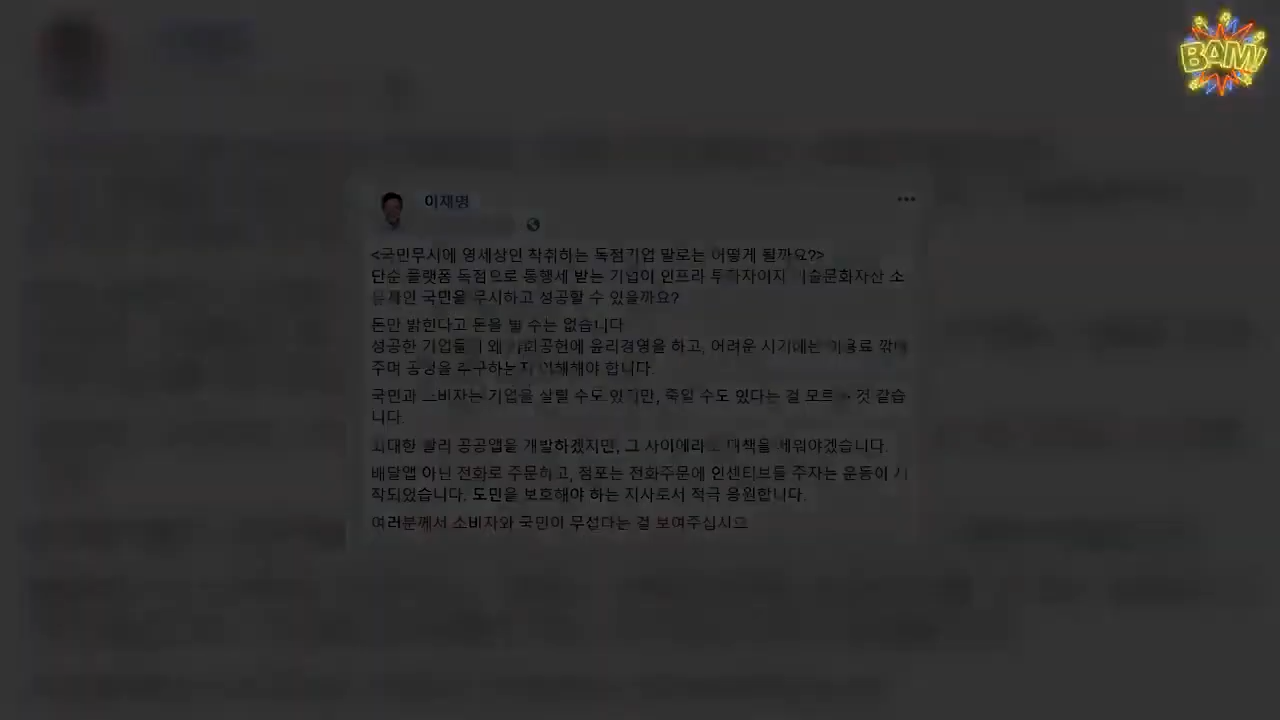 BAM!
이재명
<국민무시에 영세상인 착취하는 독점기업 말로는 어떻게 될까요?>
단순 플랫폼 독점으로 통행세 받는 기업이 인프라 투자자이자 기술문화자산 소
유자인 국민을 무시하고 성공할 수 있을까요?
돈만 밝힌다고 돈을 벌 수는 없습니다
성공한 기업들이 왜 사회공헌에 윤리경영을 하고, 어려운 시기에는 이용료 깎아
주며 공생을 추구하는지 이해해야 합니다.
국민과 소비자는 기업을 살릴 수도 있지만, 죽일 수도 있다는 걸 모르는 것 같습
니다.
최대한 빨리 공공앱을 개발하겠지만, 그 사이에라도 대책을 세워야겠습니다.
배달앱 아닌 전화로 주문하고, 점포는 전화주문에 인센티브를 주자는 운동이 시
작되었습니다. 도민을 보호해야 하는 지사로서 적극 응원합니다.
여러분께서 소비자와 국민이 무섭다는 걸 보여주십시오